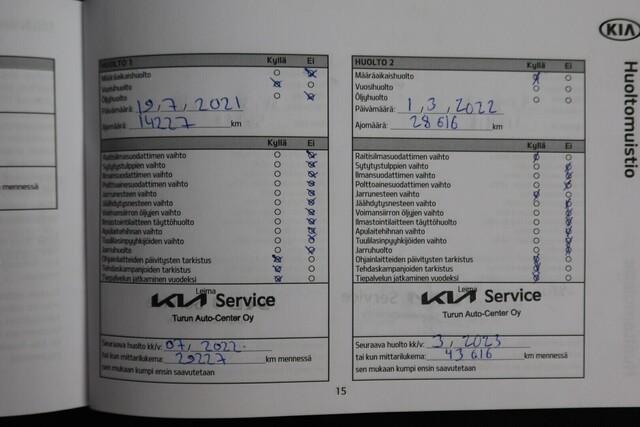 KIA
Huoltomuistio
mennessä
HUOLTO 1 Kyllä Ei
Määräaikaishuolto
Vuosihuolto
Öljyhuolto
Päivämäärä: 19,7, 2021
Ajomäärä: 14227 km
Kyllä Ei
Raitisilmasuodattimen vaihto
Sytytystulppien vaihto
Ilmansuodattimen vaihto
Polttoainesuodattimen vaihto
Jarrunesteen vaihto
Jäähdytysnesteen vaihto
Voimansiirron öljyjen vaihto
Ilmastointilaitteen täyttöhuolto
Apulaitehihnan vaihto
Tuulilasinpyyhkijöiden vaihto
Jarruhuolto
Ohjainlaitteiden päivitysten tarkistus
Tehdaskampanjoiden tarkistus
Tiepalvelun jatkaminen vuodeksi
Leima
KIA Service
Turun Auto-Center Oy
Seuraava huolto kk/v: 07, 2022.
tai kun mittarilukema: 29227 km mennessä
sen mukaan kumpi ensin saavutetaan
HUOLTO 2 Kyllä Ei
Määräaikaishuolto
Vuosihuolto
Öljyhuolto
Päivämäärä: 1, 3, 2022
Ajomäärä: 28616 km
Kyllä Ei
Raitisilmasuodattimen vaihto
Sytytystulppien vaihto
Ilmansuodattimen vaihto
Polttoainesuodattimen vaihto
Jarrunesteen vaihto
Jäähdytysnesteen vaihto
Voimansiirron öljyjen vaihto
Ilmastointilaitteen täyttöhuolto
Apulaitehihnan vaihto
Tuulilasinpyyhkijöiden vaihto
Jarruhuolto
Ohjainlaitteiden päivitysten tarkistus
Tehdaskampanjoiden tarkistus
Tiepalvelun jatkaminen vuodeksi
Leima
KIA Service
Turun Auto-Center Oy
Seuraava huolto kk/v: 3, 2023
tai kun mittarilukema: 43616 km mennessä
sen mukaan kumpi ensin saavutetaan
15